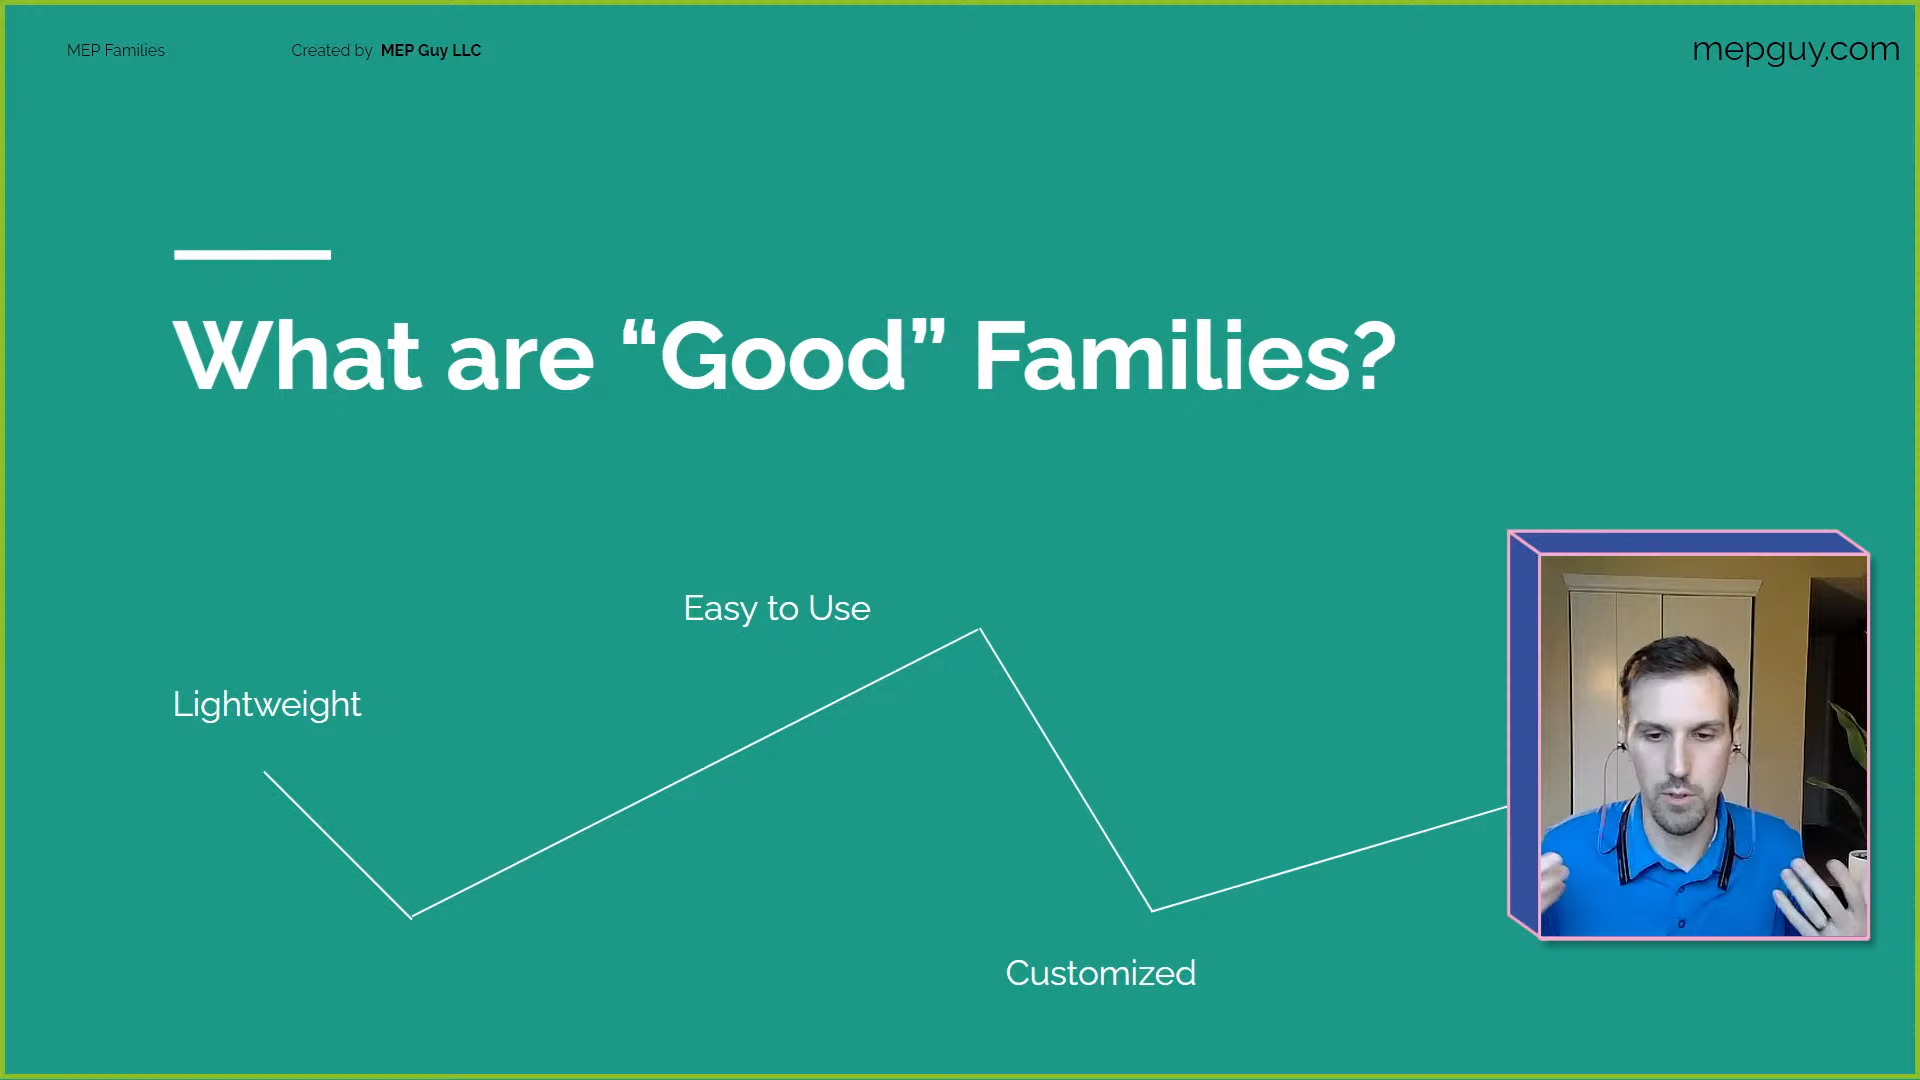 MEP Families
Created by MEP Guy LLC
mepguy.com
What are “Good” Families?
Easy to Use
Lightweight
Customized